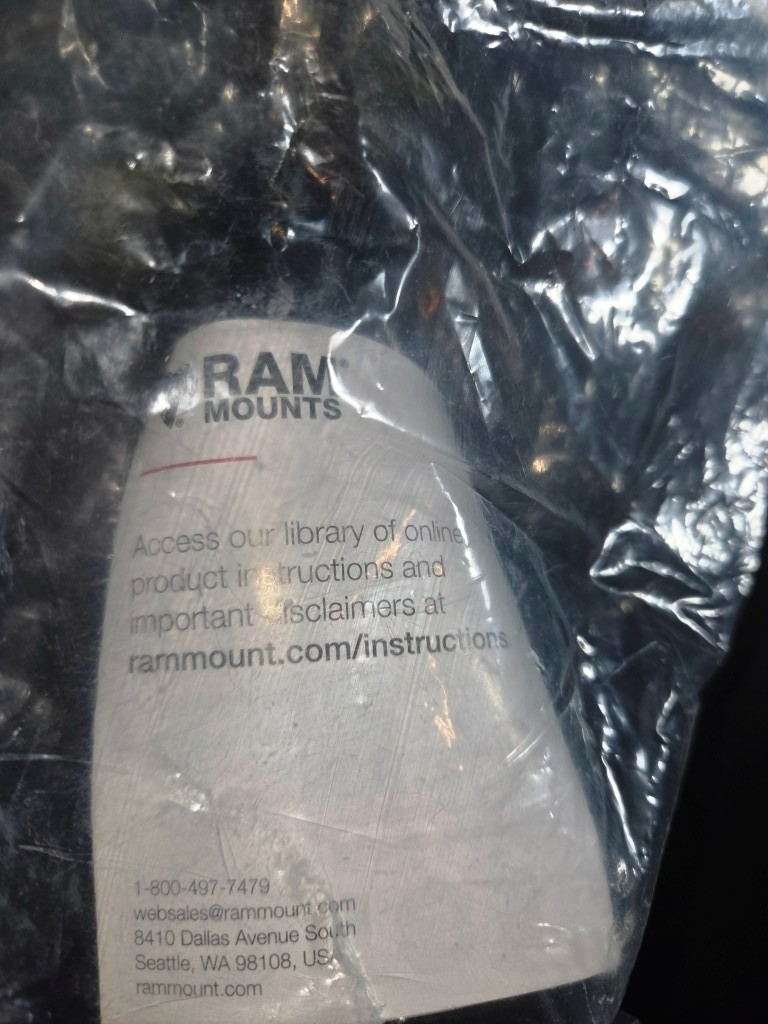 RAM®
MOUNTS
Access our library of online
product instructions and
important disclaimers at
rammount.com/instructions
1-800-497-7479
websales@rammount.com
8410 Dallas Avenue South
Seattle, WA 98108, US
rammount.com